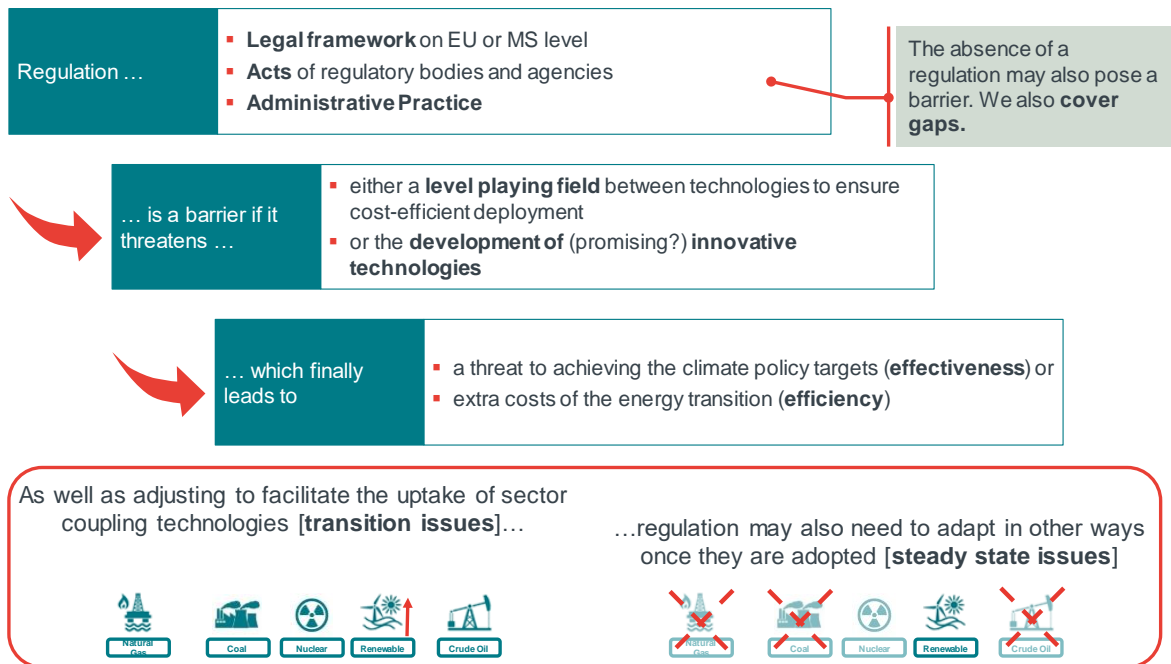 Regulation …
▪ Legal framework on EU or MS level
▪ Acts of regulatory bodies and agencies
▪ Administrative Practice
The absence of a
regulation may also pose a
barrier. We also cover
gaps.
… is a barrier if it
threatens …
▪ either a level playing field between technologies to ensure
cost-efficient deployment
▪ or the development of (promising?) innovative
technologies
… which finally
leads to
▪ a threat to achieving the climate policy targets (effectiveness) or
▪ extra costs of the energy transition (efficiency)
As well as adjusting to facilitate the uptake of sector
coupling technologies [transition issues]…
…regulation may also need to adapt in other ways
once they are adopted [steady state issues]
Natural
Gas
Coal
Nuclear
Renewable
Crude Oil
Natural
Gas
Coal
Nuclear
Renewable
Crude Oil